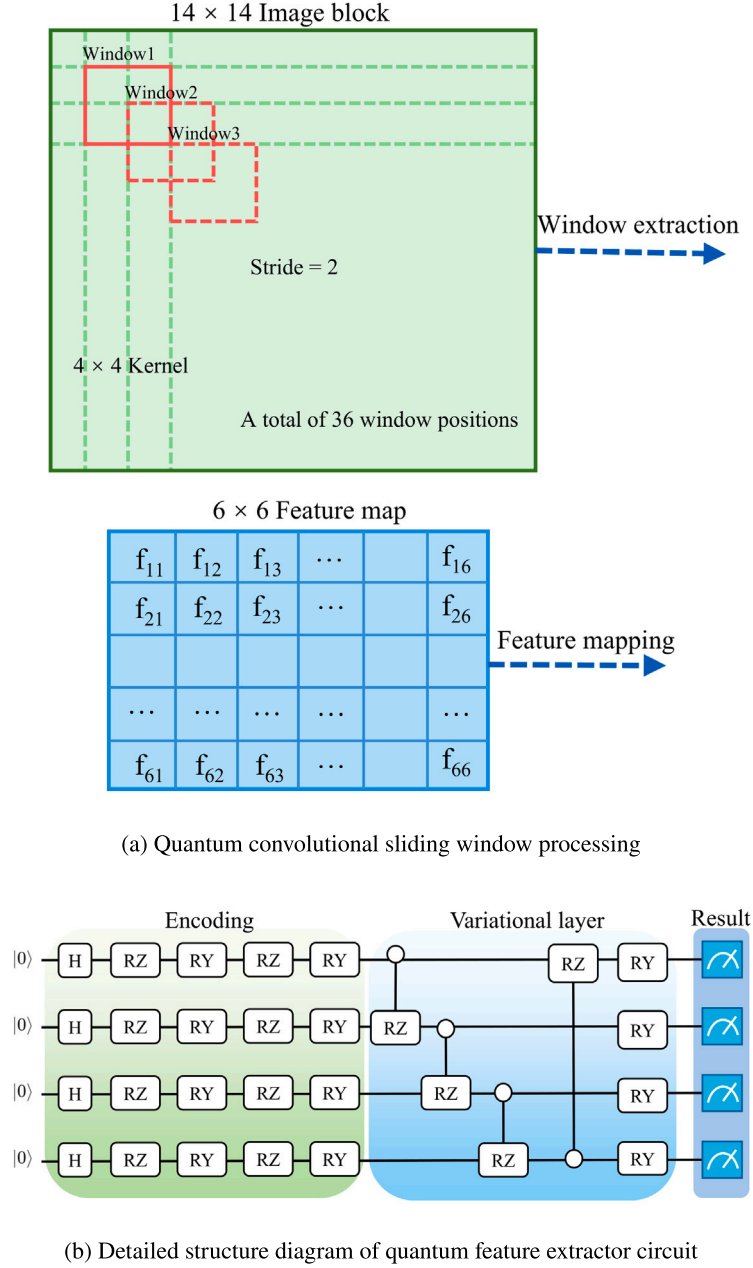 14 × 14 Image block
Window1
Window2
Window3
Window extraction
Stride = 2
4 × 4 Kernel
A total of 36 window positions
6 × 6 Feature map
f11 f12 f13 ... f16
f21 f22 f23 ... f26
Feature mapping
... ... ... ... ...
f61 f62 f63 ... f66
(a) Quantum convolutional sliding window processing
Encoding Variational layer Result
|0⟩ H RZ RY RZ RY RZ RY
|0⟩ H RZ RY RZ RY RZ RY
|0⟩ H RZ RY RZ RY RZ RY
|0⟩ H RZ RY RZ RY RZ RY
(b) Detailed structure diagram of quantum feature extractor circuit